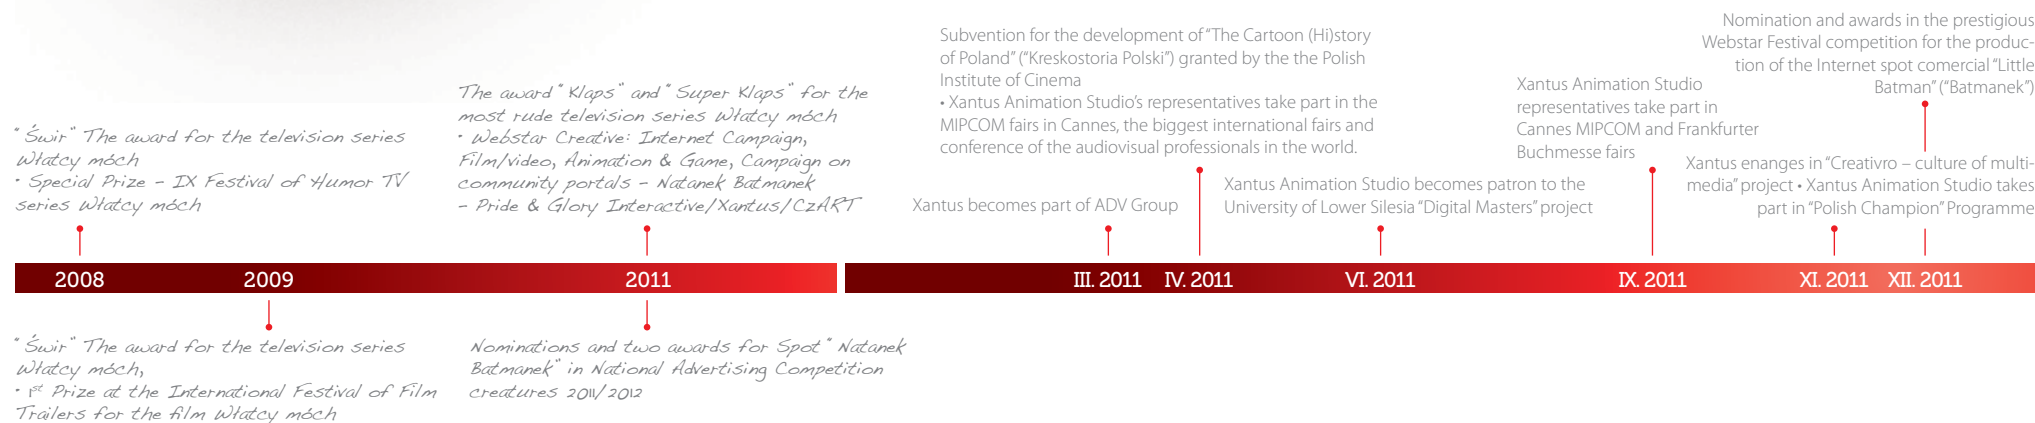 “Świr” The award for the television series
Włatcy móch
• Special Prize – IX Festival of Humor TV
series Włatcy móch
The award “Klaps” and “Super Klaps” for the
most rude television series Włatcy móch
• Webstar Creative: Internet Campaign,
Film/video, Animation & Game, Campaign on
community portals – Natanek Batmanek
– Pride & Glory Interactive/Xantus/CzART
2008
2009
2011
“Świr” The award for the television series
Włatcy móch,
• 1st Prize at the International Festival of Film
Trailers for the film Włatcy móch
Nominations and two awards for Spot “Natanek
Batmanek” in National Advertising Competition
creatures 2011/2012
Xantus becomes part of ADV Group
Subvention for the development of “The Cartoon (Hi)story
of Poland” (“Kreskostoria Polski”) granted by the the Polish
Institute of Cinema
• Xantus Animation Studio’s representatives take part in the
MIPCOM fairs in Cannes, the biggest international fairs and
conference of the audiovisual professionals in the world.
Xantus Animation Studio becomes patron to the
University of Lower Silesia “Digital Masters” project
Xantus Animation Studio
representatives take part in
Cannes MIPCOM and Frankfurter
Buchmesse fairs
Nomination and awards in the prestigious
Webstar Festival competition for the produc-
tion of the Internet spot comercial “Little
Batman” (“Batmanek”)
Xantus enanges in “Creativro – culture of multi-
media” project • Xantus Animation Studio takes
part in “Polish Champion” Programme
III. 2011
IV. 2011
VI. 2011
IX. 2011
XI. 2011
XII. 2011